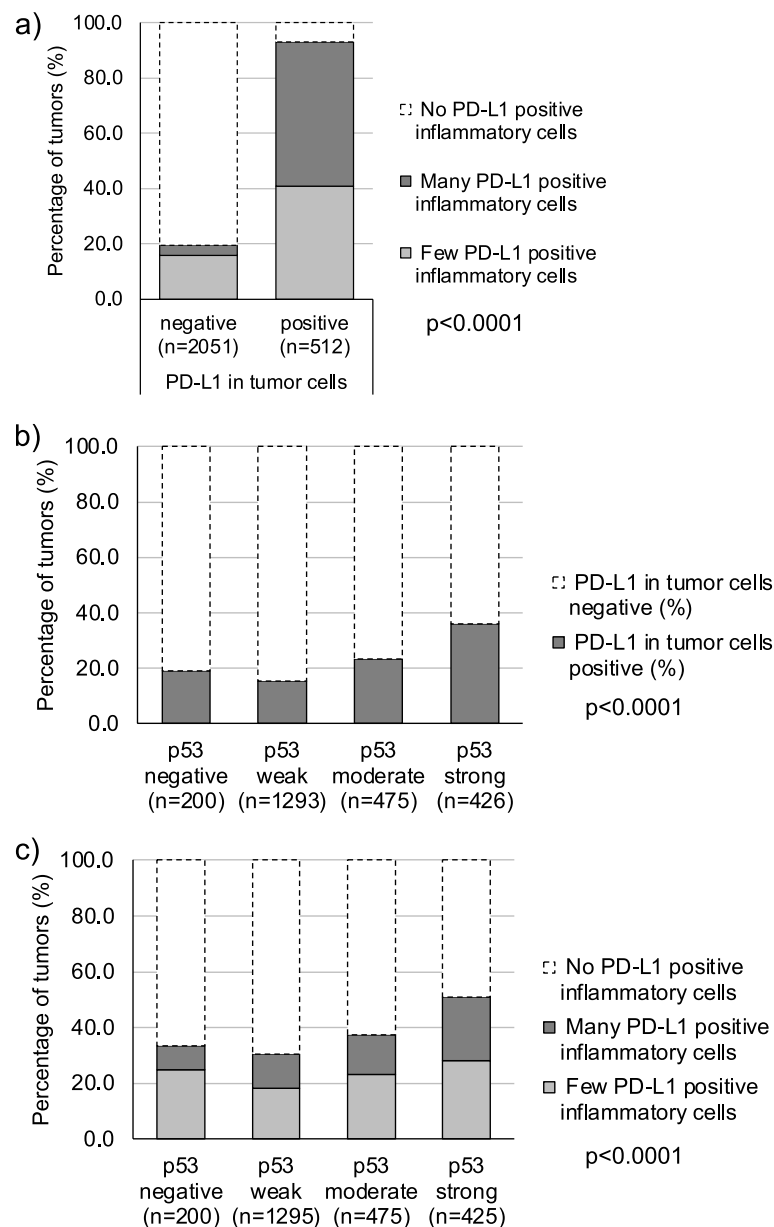 a)
Percentage of tumors (%)
100.0
80.0
60.0
40.0
20.0
0.0
negative
(n=2051)
positive
(n=512)
PD-L1 in tumor cells
No PD-L1 positive
inflammatory cells
Many PD-L1 positive
inflammatory cells
Few PD-L1 positive
inflammatory cells
p<0.0001
b)
Percentage of tumors (%)
100.0
80.0
60.0
40.0
20.0
0.0
p53
negative
(n=200)
p53
weak
(n=1293)
p53
moderate
(n=475)
p53
strong
(n=426)
PD-L1 in tumor cells
negative (%)
PD-L1 in tumor cells
positive (%)
p<0.0001
c)
Percentage of tumors (%)
100.0
80.0
60.0
40.0
20.0
0.0
p53
negative
(n=200)
p53
weak
(n=1295)
p53
moderate
(n=475)
p53
strong
(n=425)
No PD-L1 positive
inflammatory cells
Many PD-L1 positive
inflammatory cells
Few PD-L1 positive
inflammatory cells
p<0.0001